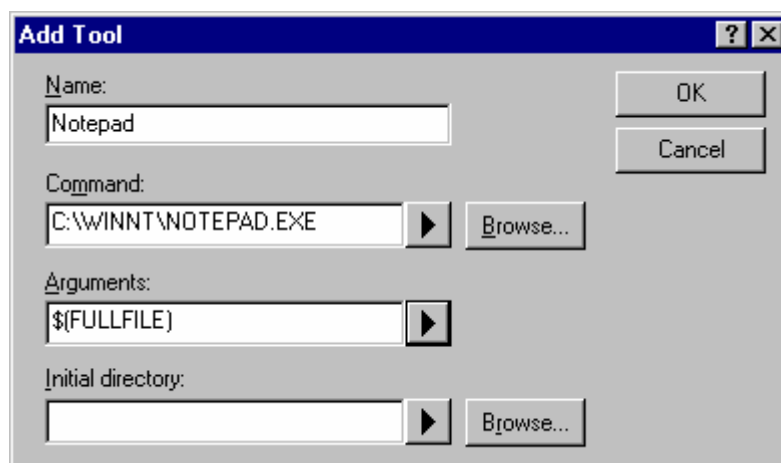 Add Tool
Name:
OK
Notepad
Cancel
Command:
C:\WINNT\NOTEPAD.EXE
Browse...
Arguments:
$(FULLFILE)
Initial directory:
Browse...